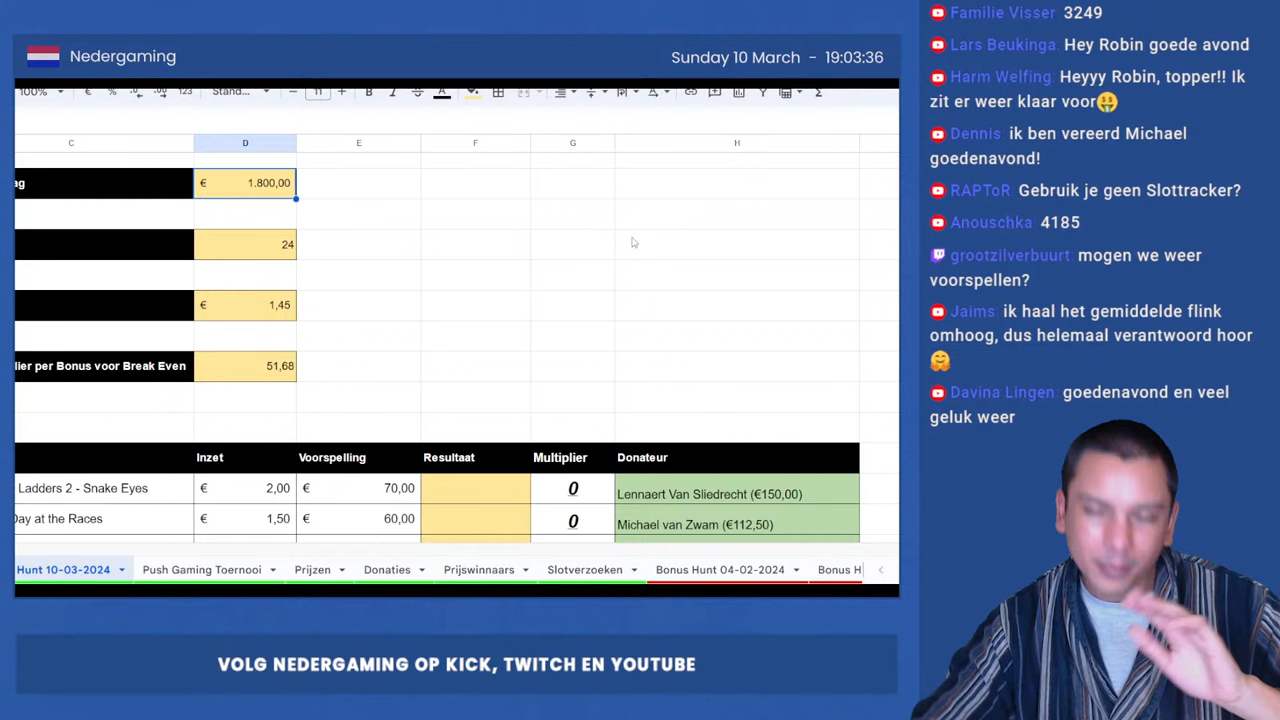 Nedergaming
Sunday 10 March - 19:03:36
100% € % .0 .00 123 Stand... 11 B I S A
C D E F G H
ag € 1.800,00
24
€ 1,45
lier per Bonus voor Break Even 51,68
Inzet Voorspelling Resultaat Multiplier Donateur
Ladders 2 - Snake Eyes € 2,00 € 70,00 0 Lennaert Van Sliedrecht (€150,00)
Day at the Races € 1,50 € 60,00 0 Michael van Zwam (€112,50)
Hunt 10-03-2024 Push Gaming Toernooi Prijzen Donaties Prijswinnaars Slotverzoeken Bonus Hunt 04-02-2024 Bonus H
VOLG NEDERGAMING OP KICK, TWITCH EN YOUTUBE
Familie Visser: 3249
Lars Beukinga: Hey Robin goede avond
Harm Welfing: Heyyy Robin, topper!! Ik
zit er weer klaar voor🤑
Dennis: ik ben vereerd Michael
goedenavond!
RAPToR: Gebruik je geen Slottracker?
Anouschka: 4185
grootzilverbuurt: mogen we weer
voorspellen?
Jaims: ik haal het gemiddelde flink
omhoog, dus helemaal verantwoord hoor
🤗
Davina Lingen: goedenavond en veel
geluk weer